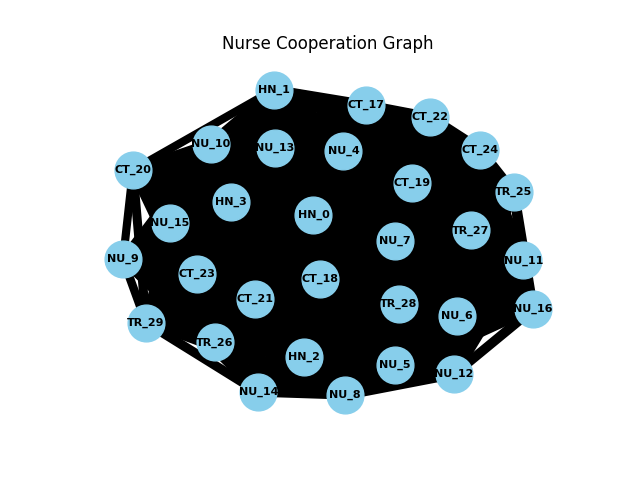 Nurse Cooperation Graph
HN_1
CT_17
CT_22
NU_10
NU_13
NU_4
CT_24
CT_20
CT_19
TR_25
HN_3
HN_0
NU_15
TR_27
NU_7
NU_9
NU_11
CT_23
CT_18
CT_21
TR_28
NU_6
NU_16
TR_29
TR_26
HN_2
NU_5
NU_12
NU_14
NU_8